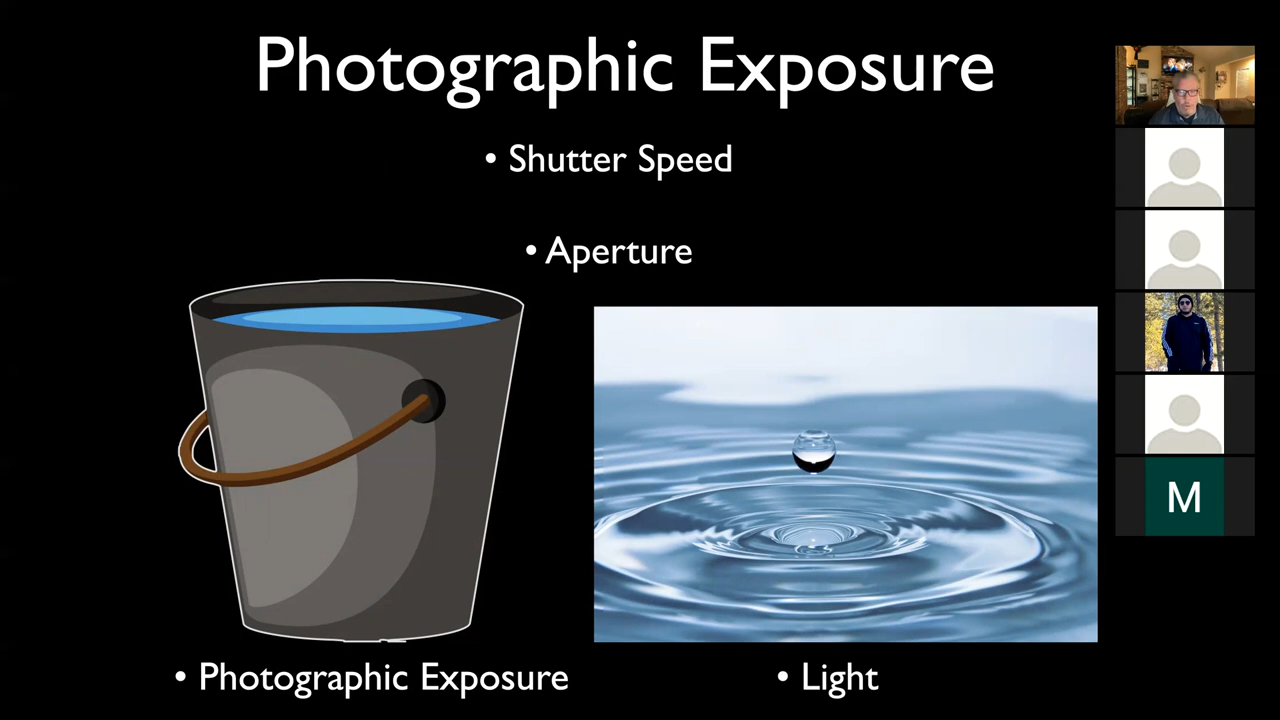 Photographic Exposure
• Shutter Speed
• Aperture
• Photographic Exposure
• Light
M